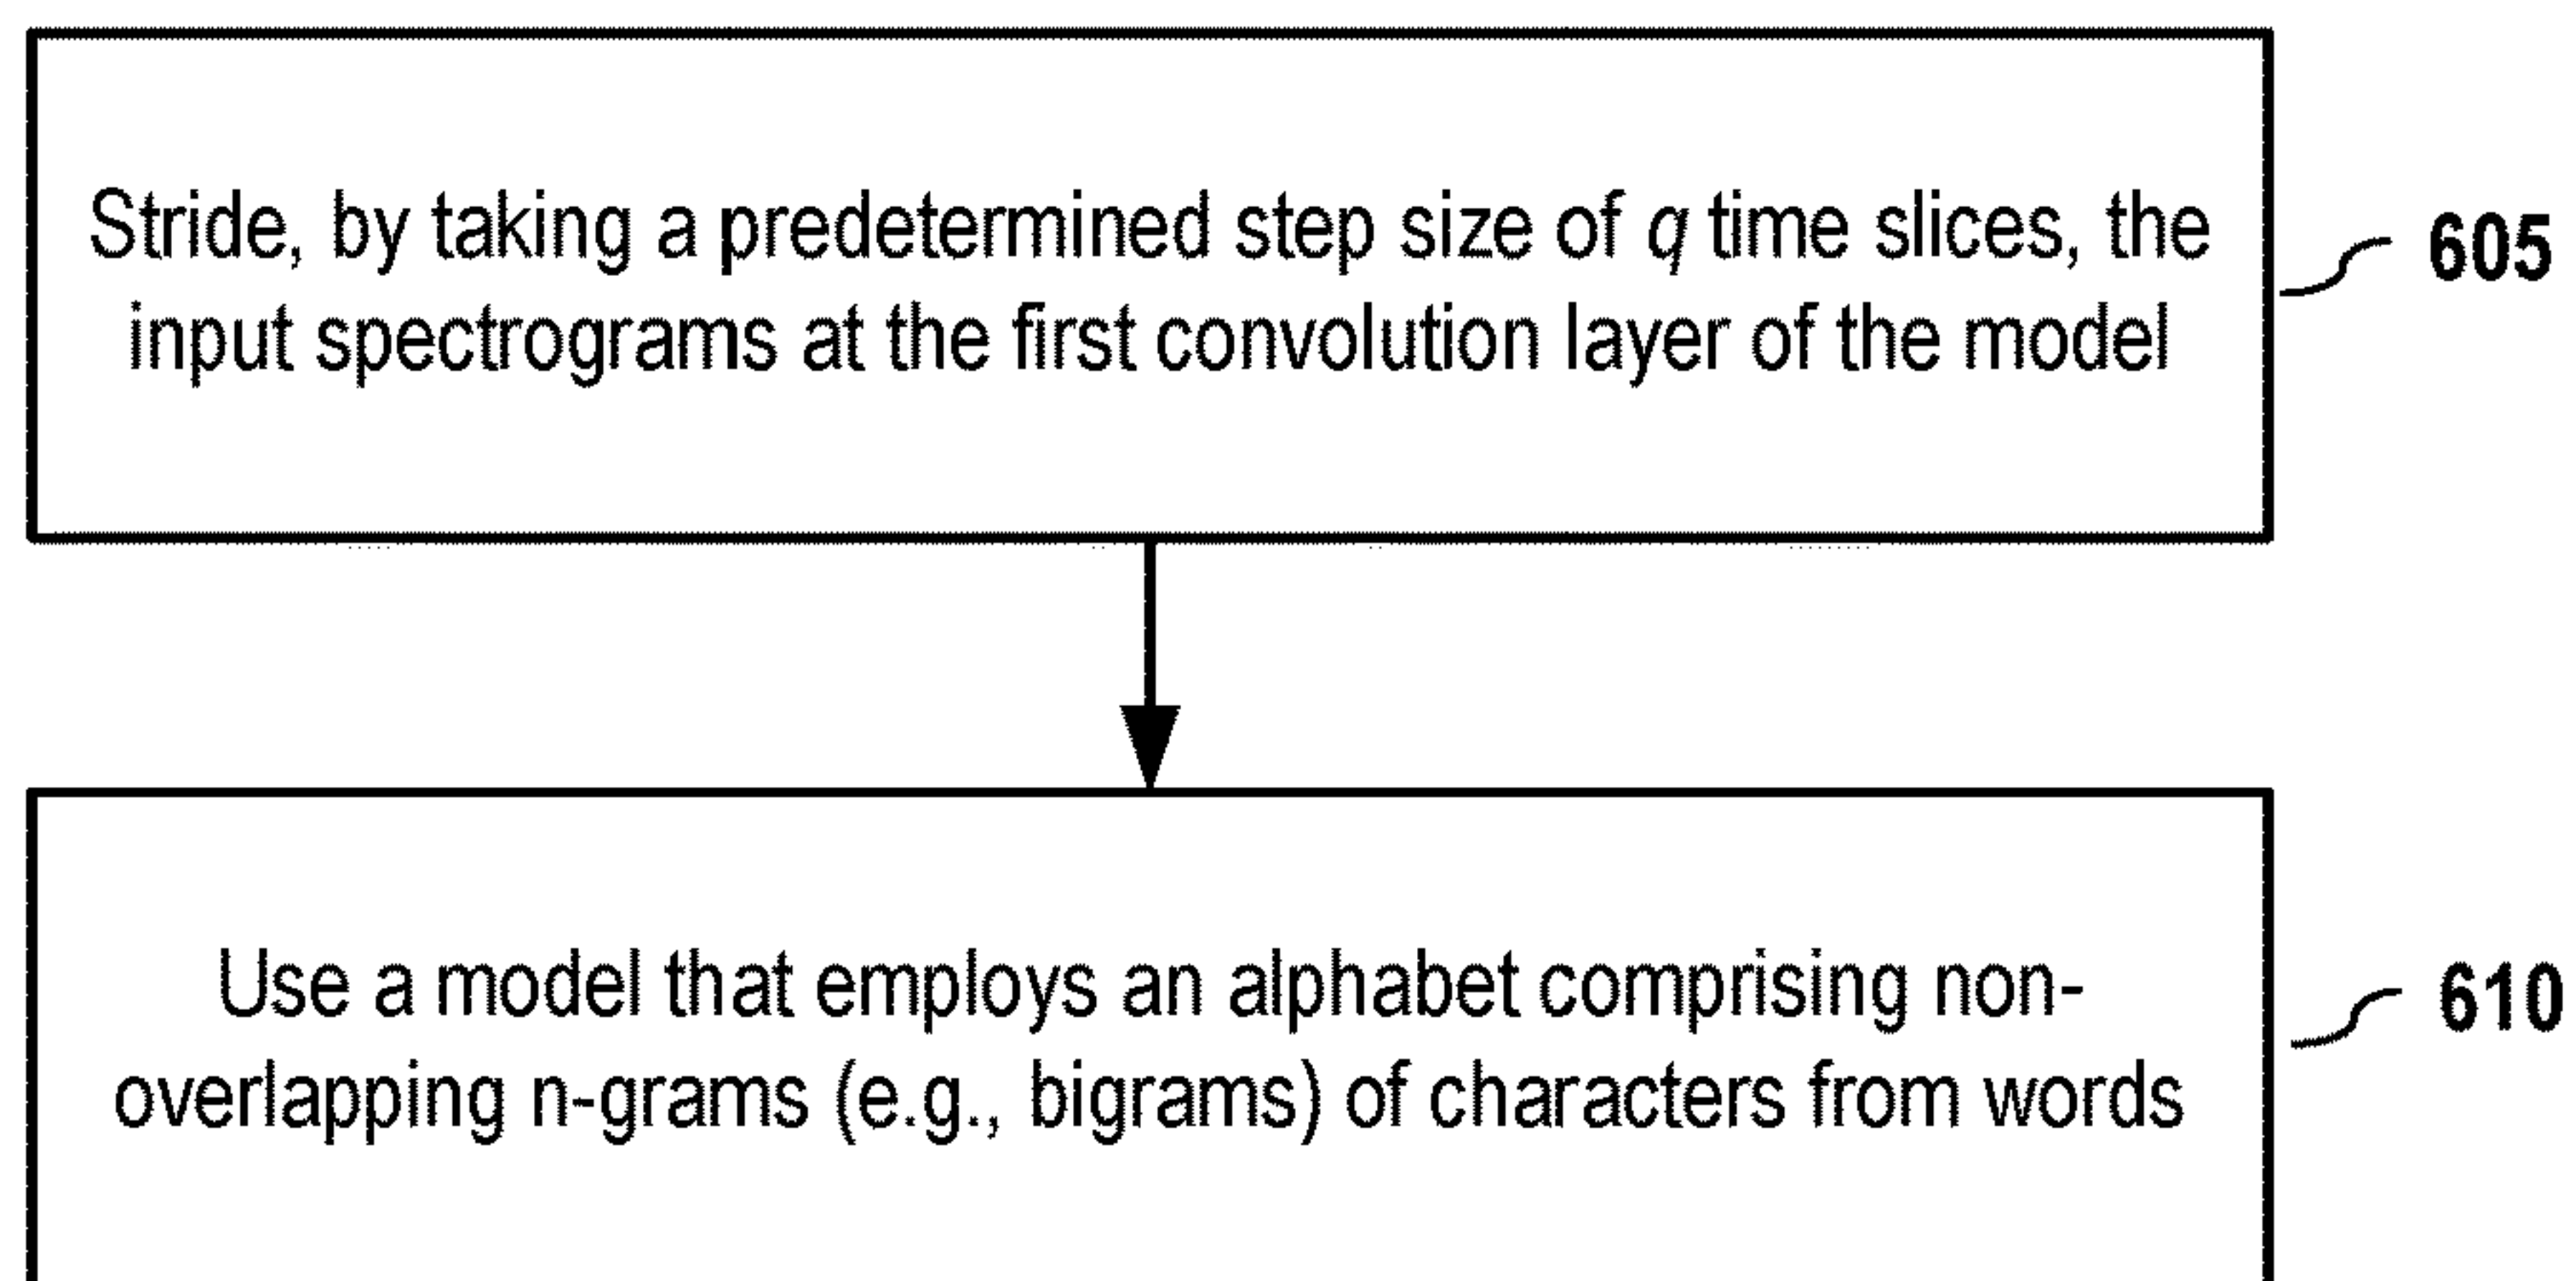 Stride, by taking a predetermined step size of q time slices, the
input spectrograms at the first convolution layer of the model
605
Use a model that employs an alphabet comprising non-
overlapping n-grams (e.g., bigrams) of characters from words
610